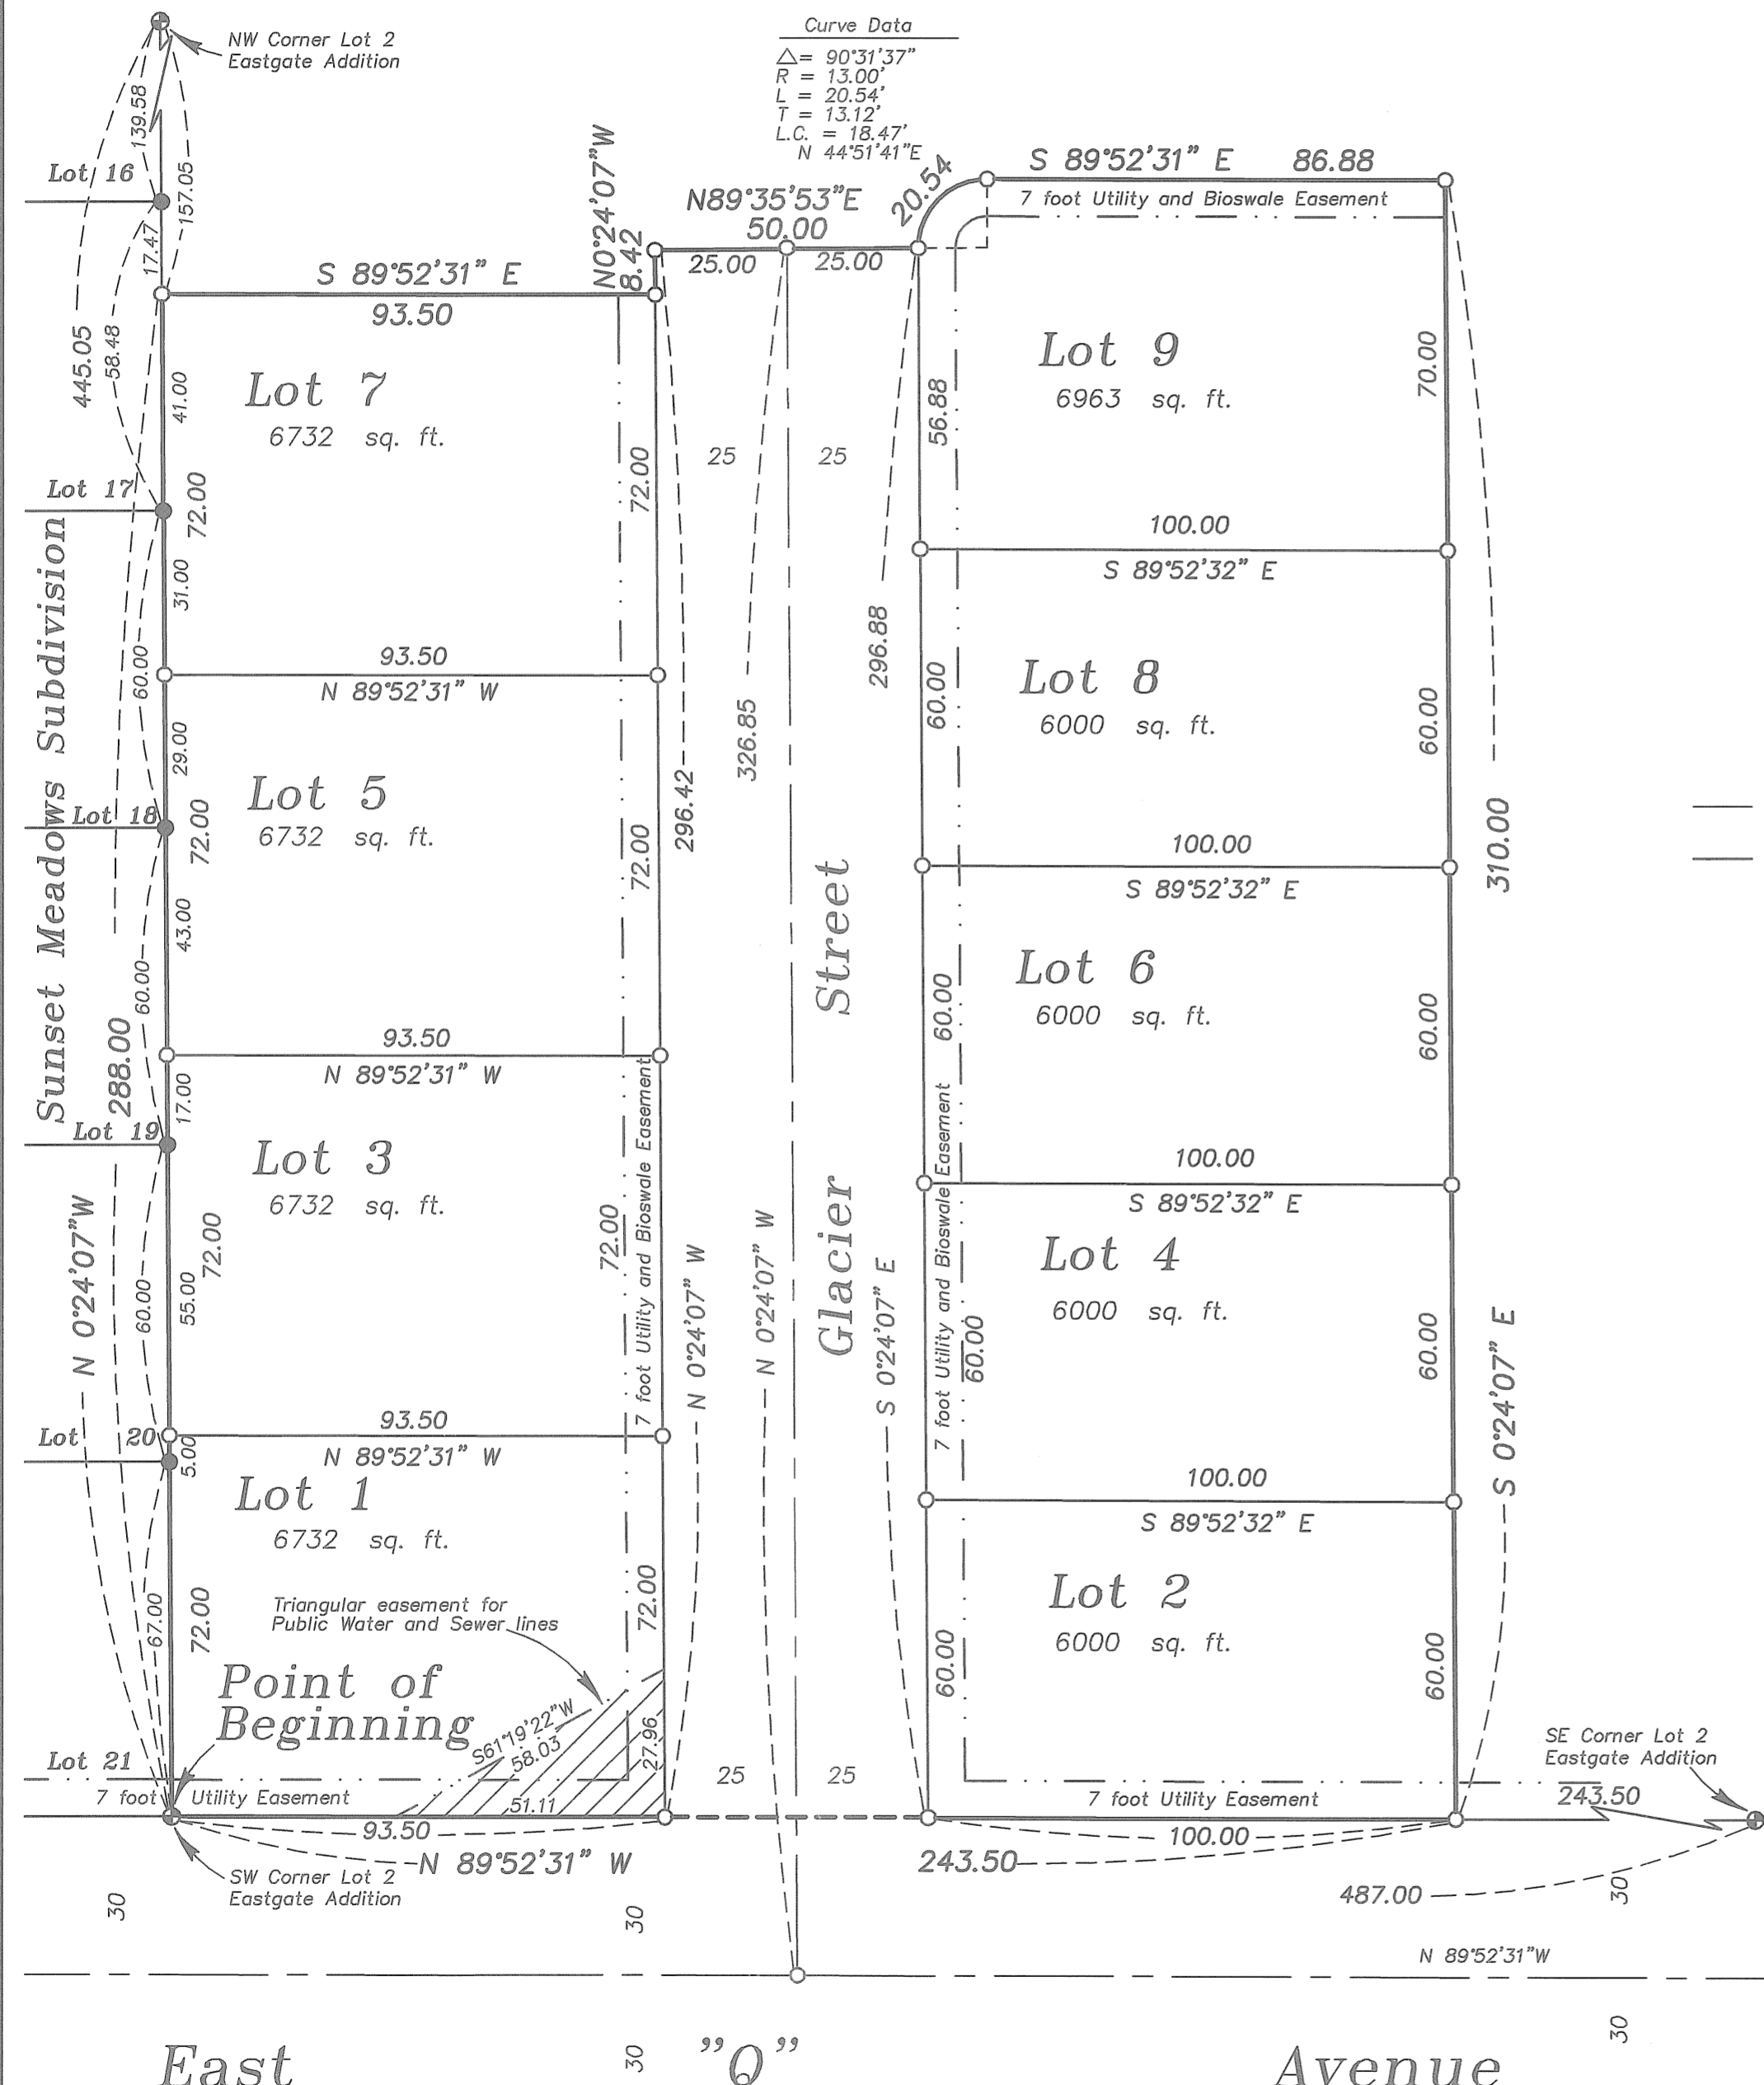 NW Corner Lot 2
Eastgate Addition
Curve Data
△= 90°31'37"
R = 13.00'
L = 20.54'
T = 13.12'
L.C. = 18.47'
N 44°51'41"E
139.58
Lot 16
157.05
17.47
445.05
58.48
N0°24'07"W
8.42
N89°35'53"E
50.00
25.00
25.00
20.54
S 89°52'31" E 86.88
7 foot Utility and Bioswale Easement
S 89°52'31" E
93.50
Lot 7
6732 sq. ft.
41.00
72.00
72.00
Lot 17
31.00
60.00
25
25
296.42
326.85
296.88
56.88
Lot 9
6963 sq. ft.
70.00
100.00
S 89°52'32" E
93.50
N 89°52'31" W
Sunset Meadows Subdivision
29.00
Lot 5
6732 sq. ft.
Lot 18
72.00
72.00
43.00
60.00
288.00
60.00
Lot 8
6000 sq. ft.
60.00
310.00
100.00
S 89°52'32" E
Glacier Street
93.50
N 89°52'31" W
17.00
Lot 19
Lot 3
6732 sq. ft.
72.00
72.00
55.00
60.00
N 0°24'07"W
7 foot Utility and Bioswale Easement
N 0°24'07" W
N 0°24'07" W
S 0°24'07" E
60.00
Lot 6
6000 sq. ft.
60.00
100.00
S 89°52'32" E
7 foot Utility and Bioswale Easement
Lot 4
6000 sq. ft.
60.00
60.00
S 0°24'07" E
93.50
N 89°52'31" W
Lot 20
5.00
Lot 1
6732 sq. ft.
100.00
S 89°52'32" E
Triangular easement for
Public Water and Sewer lines
67.00
72.00
72.00
Point of
Beginning
S61°19'22"W
58.03
27.96
51.11
Lot 21
7 foot Utility Easement
93.50
N 89°52'31" W
SW Corner Lot 2
Eastgate Addition
25
25
Lot 2
6000 sq. ft.
60.00
60.00
7 foot Utility Easement
100.00
243.50
SE Corner Lot 2
Eastgate Addition
243.50
487.00
30
30
30
N 89°52'31"W
30
30
East "Q" Avenue